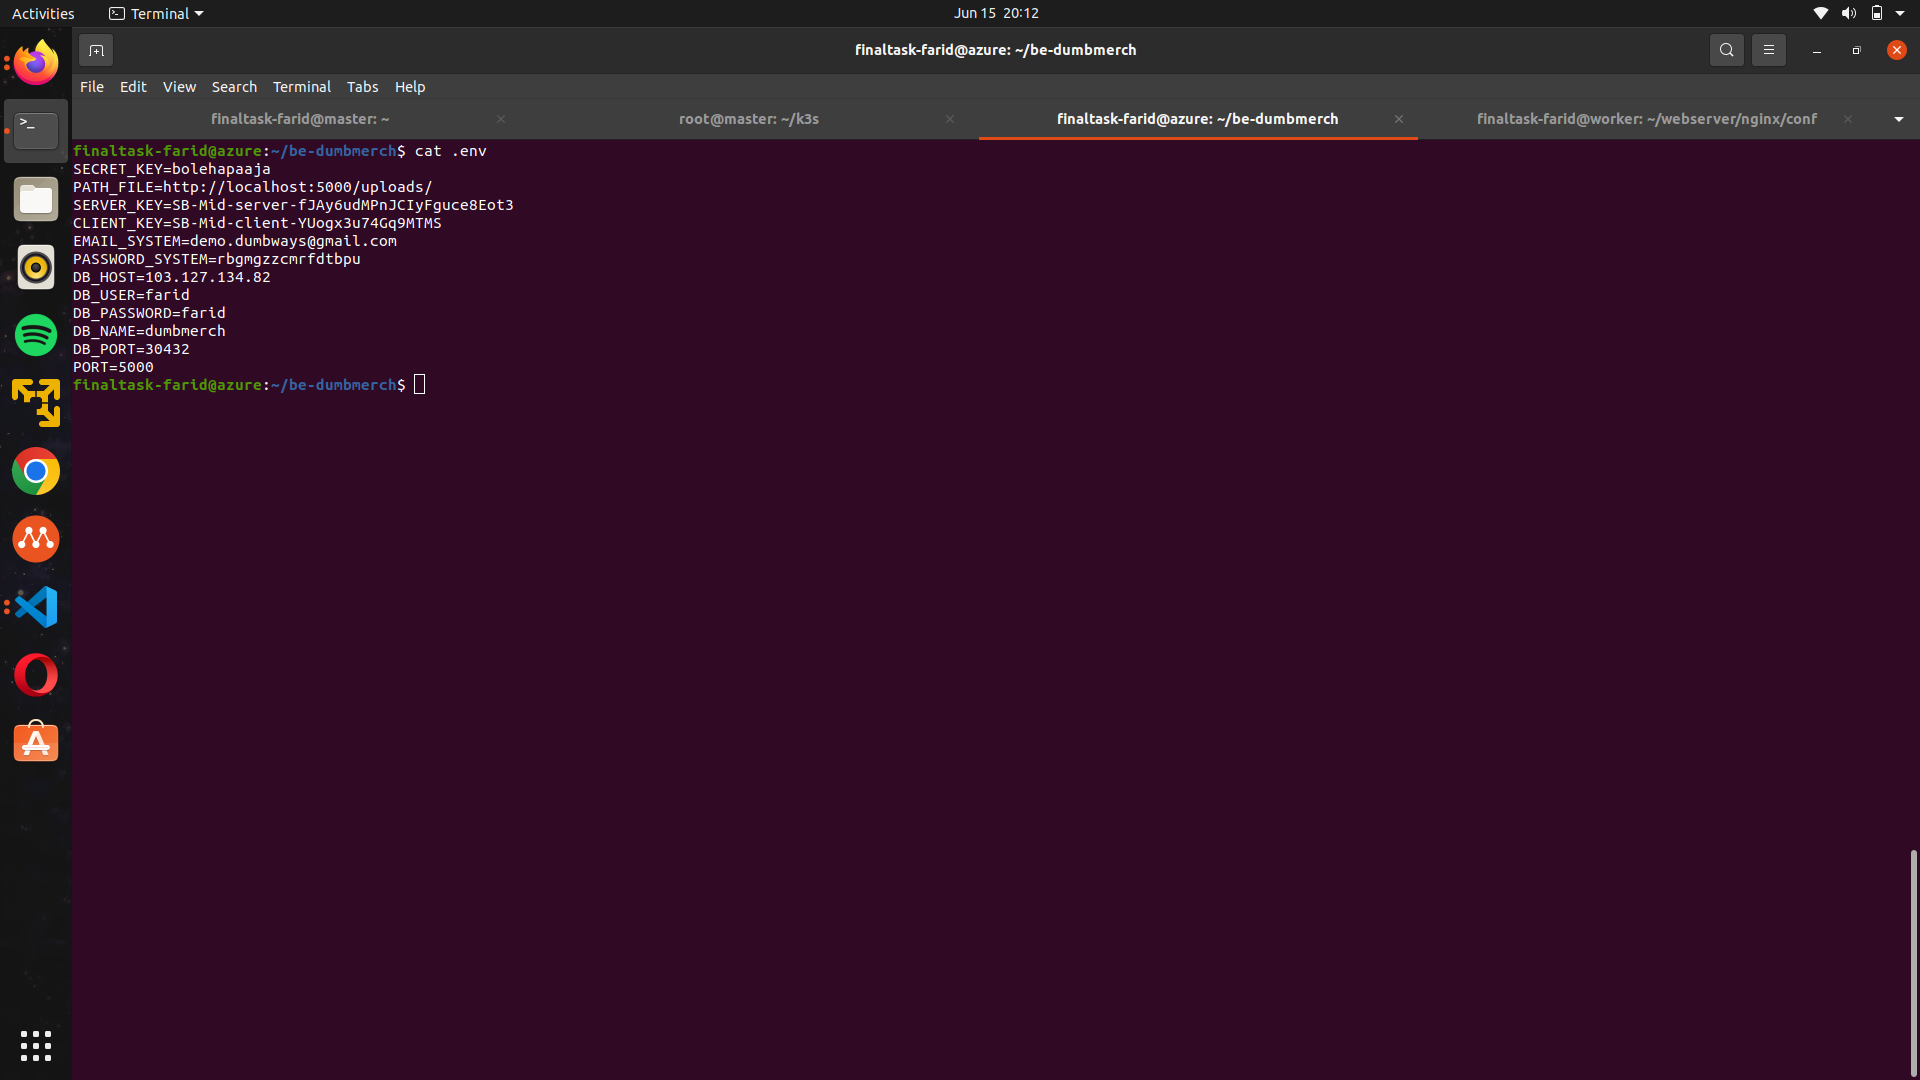 Activities Terminal Jun 15 20:12
finaltask-farid@azure: ~/be-dumbmerch
File Edit View Search Terminal Tabs Help
finaltask-farid@master: ~ root@master: ~/k3s finaltask-farid@azure: ~/be-dumbmerch finaltask-farid@worker: ~/webserver/nginx/conf
finaltask-farid@azure:~/be-dumbmerch$ cat .env
SECRET_KEY=bolehapaaja
PATH_FILE=http://localhost:5000/uploads/
SERVER_KEY=SB-Mid-server-fJAy6udMPnJCIyFguce8Eot3
CLIENT_KEY=SB-Mid-client-YUogx3u74Gq9MTMS
EMAIL_SYSTEM=demo.dumbways@gmail.com
PASSWORD_SYSTEM=rbgmgzzcmrfdtbpu
DB_HOST=103.127.134.82
DB_USER=farid
DB_PASSWORD=farid
DB_NAME=dumbmerch
DB_PORT=30432
PORT=5000
finaltask-farid@azure:~/be-dumbmerch$